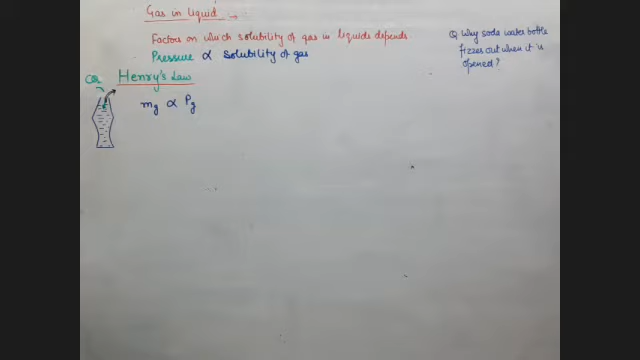 Gas in liquid
Factors on which solubility of gas in liquids depends
Pressure ∝ Solubility of gas
Q Why soda water bottle
fizzes out when it is
opened?
CO₂
Henry's Law
mg ∝ Pg